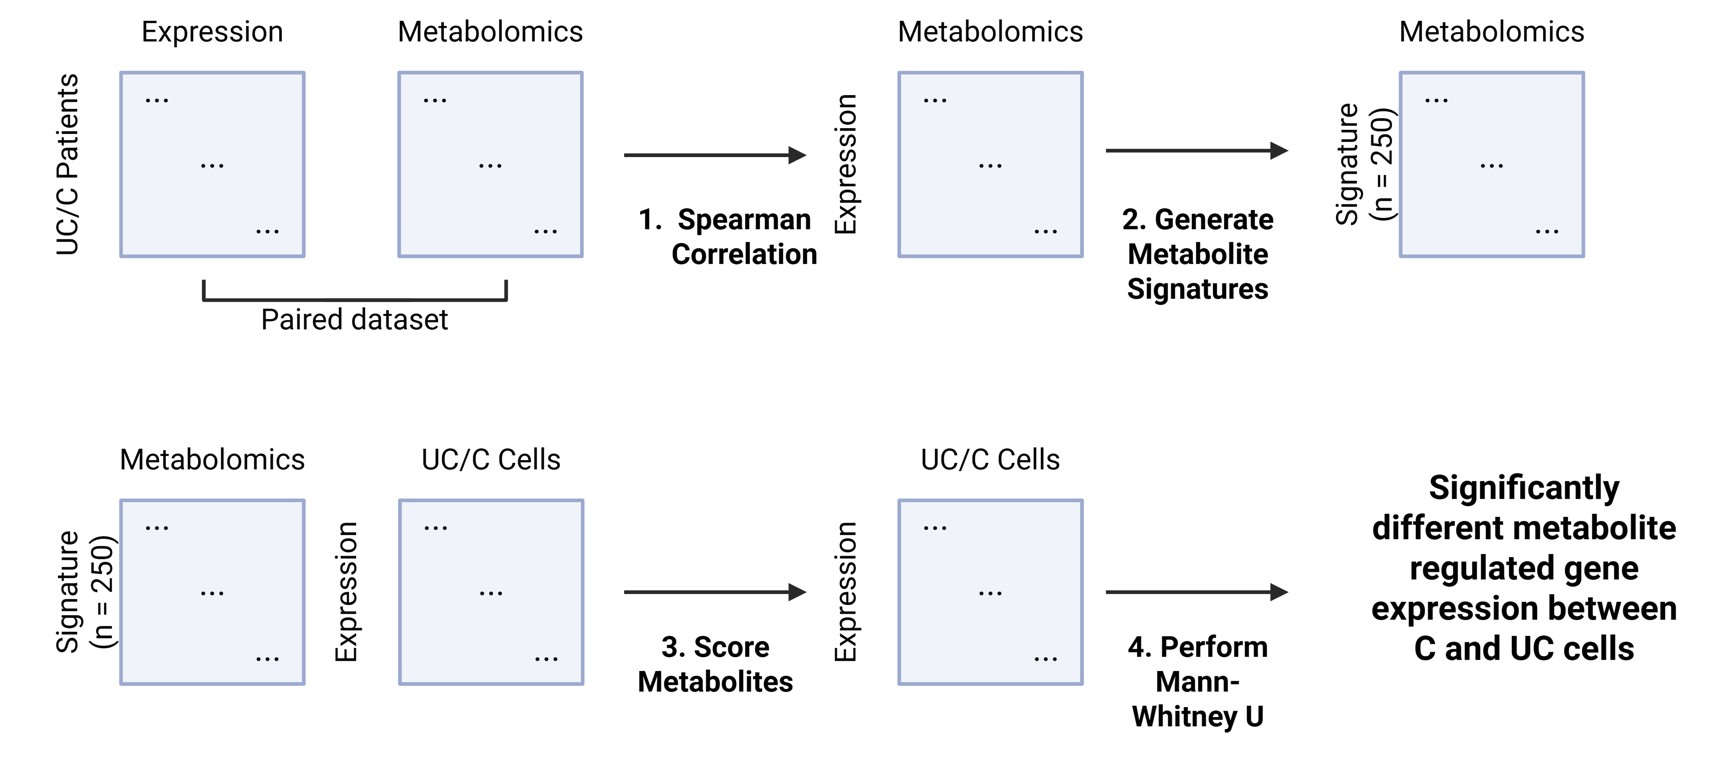 Expression
Metabolomics
Metabolomics
Metabolomics
UC/C Patients
...
...
...
...
...
...
1. Spearman
Correlation
Expression
...
...
...
2. Generate
Metabolite
Signatures
Signature
(n = 250)
...
...
...
Paired dataset
Metabolomics
UC/C Cells
UC/C Cells
Signature
(n = 250)
...
...
...
Expression
...
...
...
3. Score
Metabolites
Expression
...
...
...
4. Perform
Mann-
Whitney U
Significantly
different metabolite
regulated gene
expression between
C and UC cells